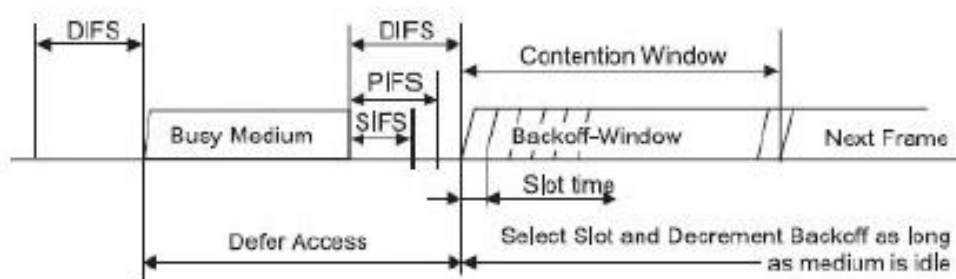 DIFS
DIFS
Contention Window
PIFS
SIFS
Busy Medium
Backoff-Window
Next Frame
Slot time
Defer Access
Select Slot and Decrement Backoff as long
as medium is idle